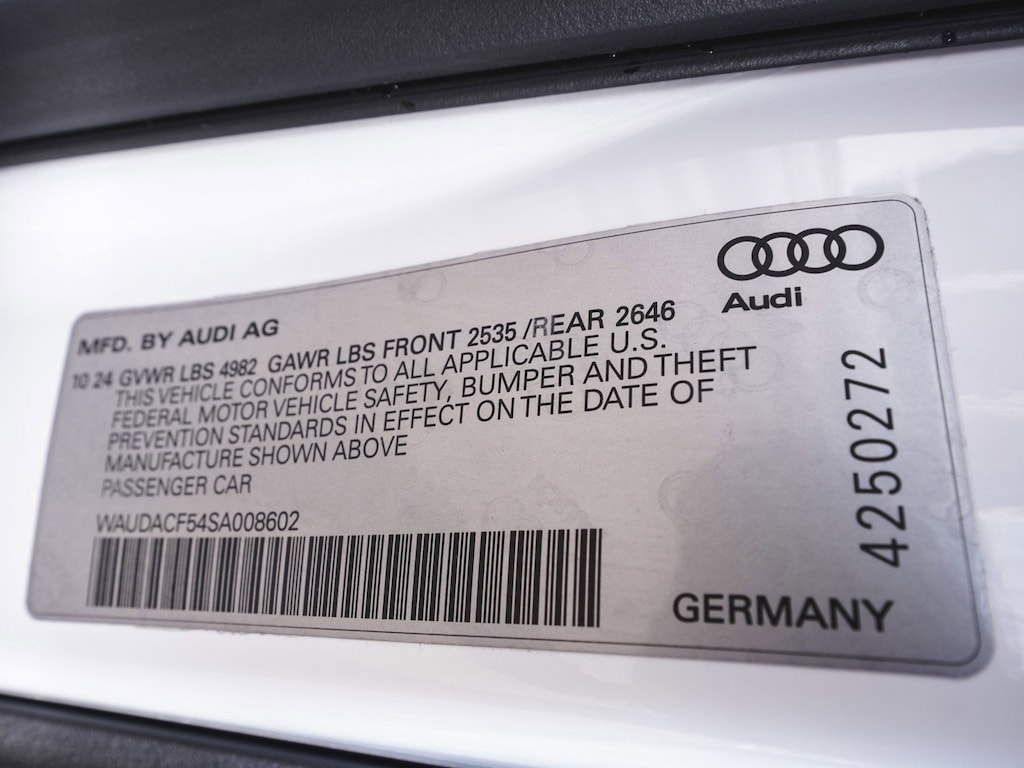 Audi
MFD. BY AUDI AG
10 24 GVWR LBS 4982 GAWR LBS FRONT 2535 /REAR 2646
THIS VEHICLE CONFORMS TO ALL APPLICABLE U.S.
FEDERAL MOTOR VEHICLE SAFETY, BUMPER AND THEFT
PREVENTION STANDARDS IN EFFECT ON THE DATE OF
MANUFACTURE SHOWN ABOVE
PASSENGER CAR
WAUDACF54SA008602
GERMANY
4250272